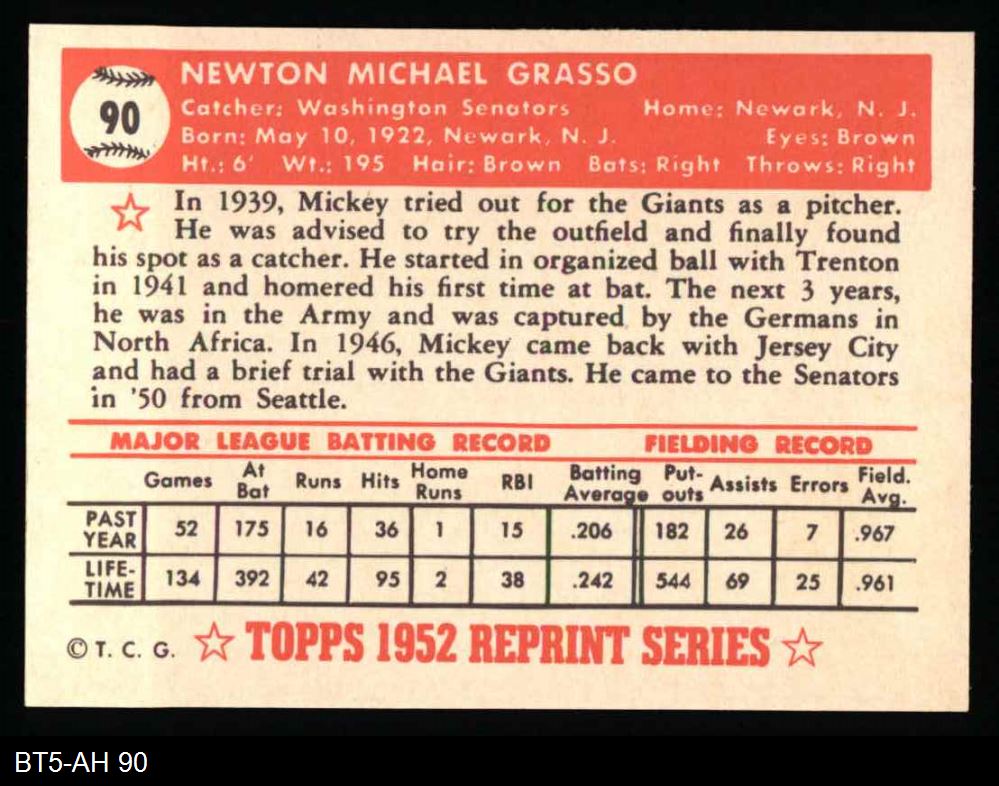 90
NEWTON MICHAEL GRASSO
Catcher: Washington Senators Home: Newark, N. J.
Born: May 10, 1922, Newark, N. J. Eyes: Brown
Ht.: 6' Wt.: 195 Hair: Brown Bats: Right Throws: Right
In 1939, Mickey tried out for the Giants as a pitcher.
He was advised to try the outfield and finally found
his spot as a catcher. He started in organized ball with Trenton
in 1941 and homered his first time at bat. The next 3 years,
he was in the Army and was captured by the Germans in
North Africa. In 1946, Mickey came back with Jersey City
and had a brief trial with the Giants. He came to the Senators
in '50 from Seattle.
MAJOR LEAGUE BATTING RECORD FIELDING RECORD
Games At Bat Runs Hits Home Runs RBI Batting Average Put-outs Assists Errors Field. Avg.
PAST YEAR 52 175 16 36 1 15 .206 182 26 7 .967
LIFE-TIME 134 392 42 95 2 38 .242 544 69 25 .961
© T. C. G. ☆ TOPPS 1952 REPRINT SERIES ☆
BT5-AH 90